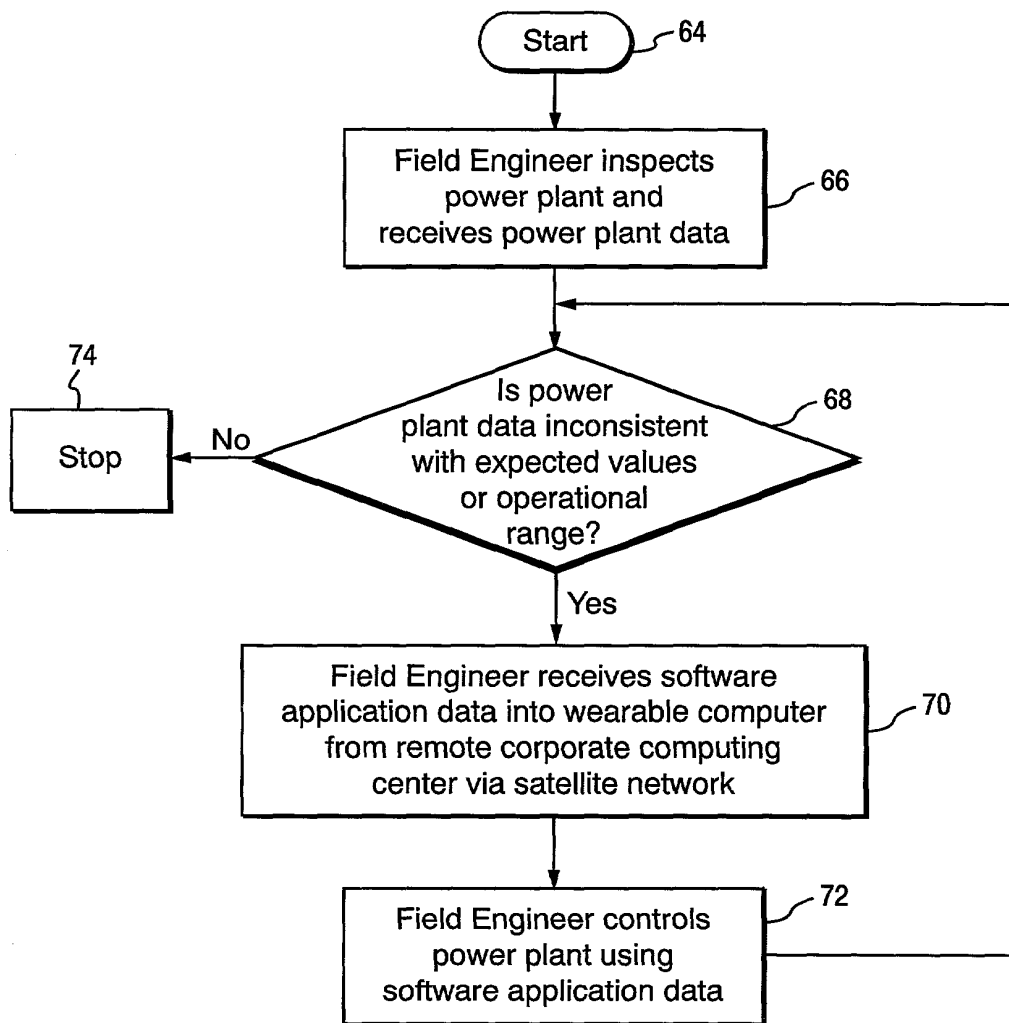 Start
64
Field Engineer inspects
power plant and
receives power plant data
66
74
Stop
No
Is power
plant data inconsistent
with expected values
or operational
range?
68
Yes
Field Engineer receives software
application data into wearable computer
from remote corporate computing
center via satellite network
70
Field Engineer controls
power plant using
software application data
72